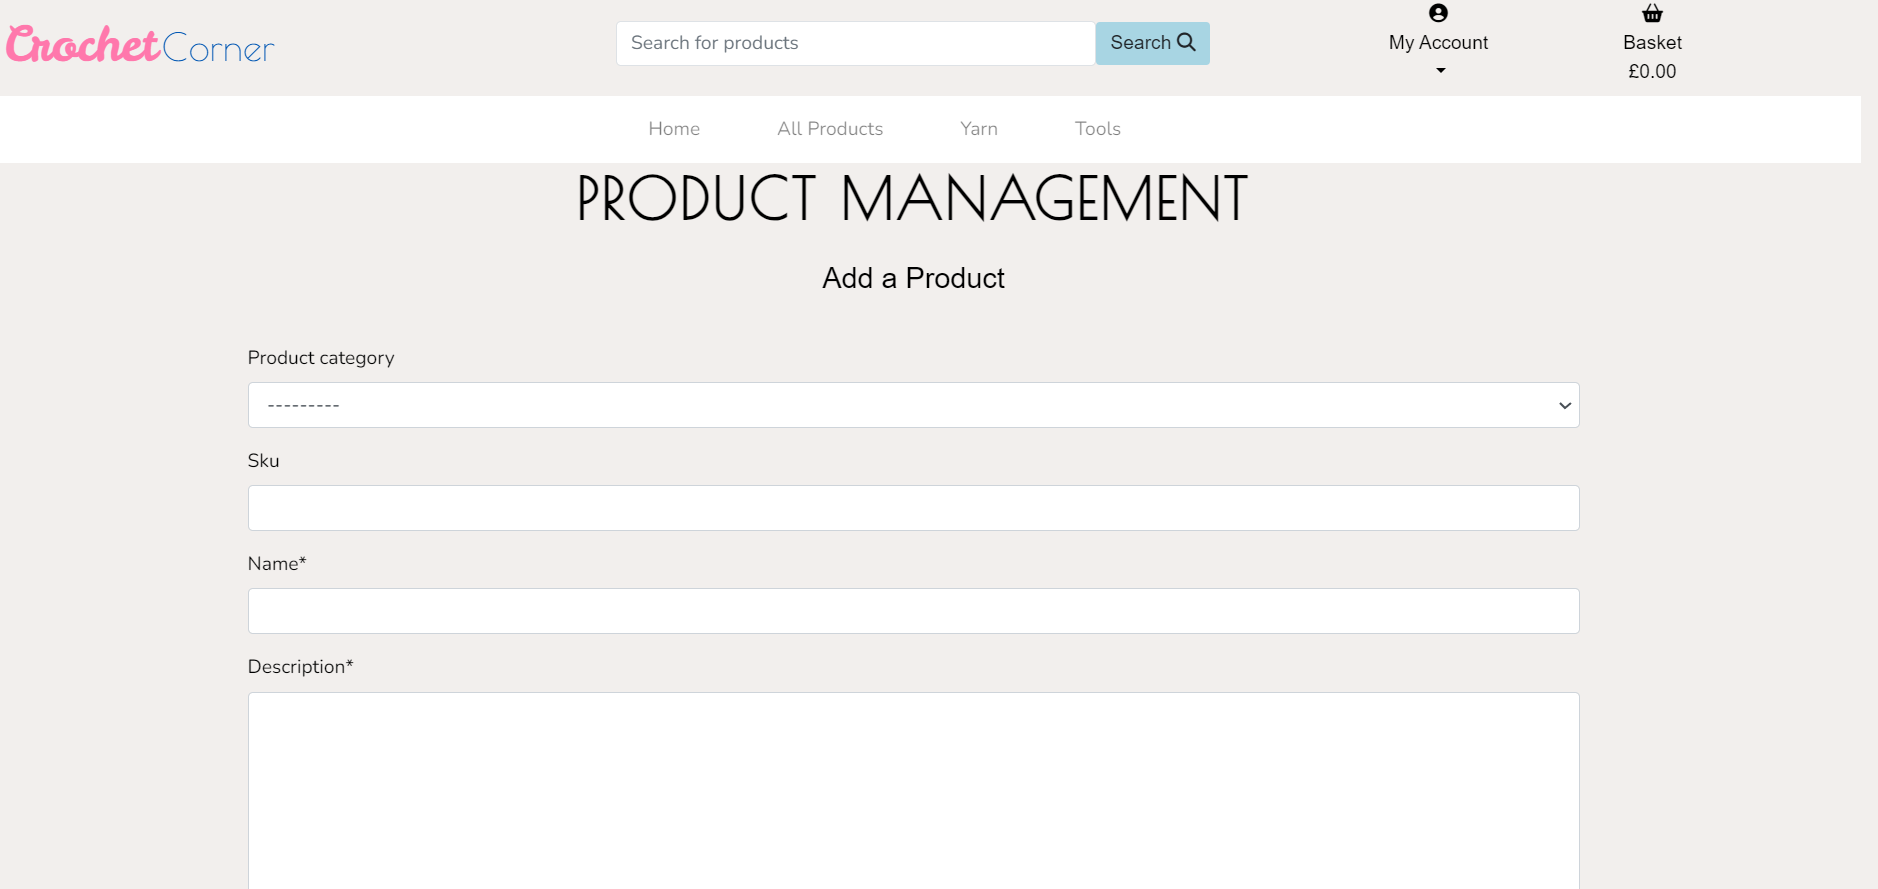 CrochetCorner
Search for products
Search
My Account
Basket
£0.00
Home
All Products
Yarn
Tools
PRODUCT MANAGEMENT
Add a Product
Product category
---------
Sku
Name*
Description*